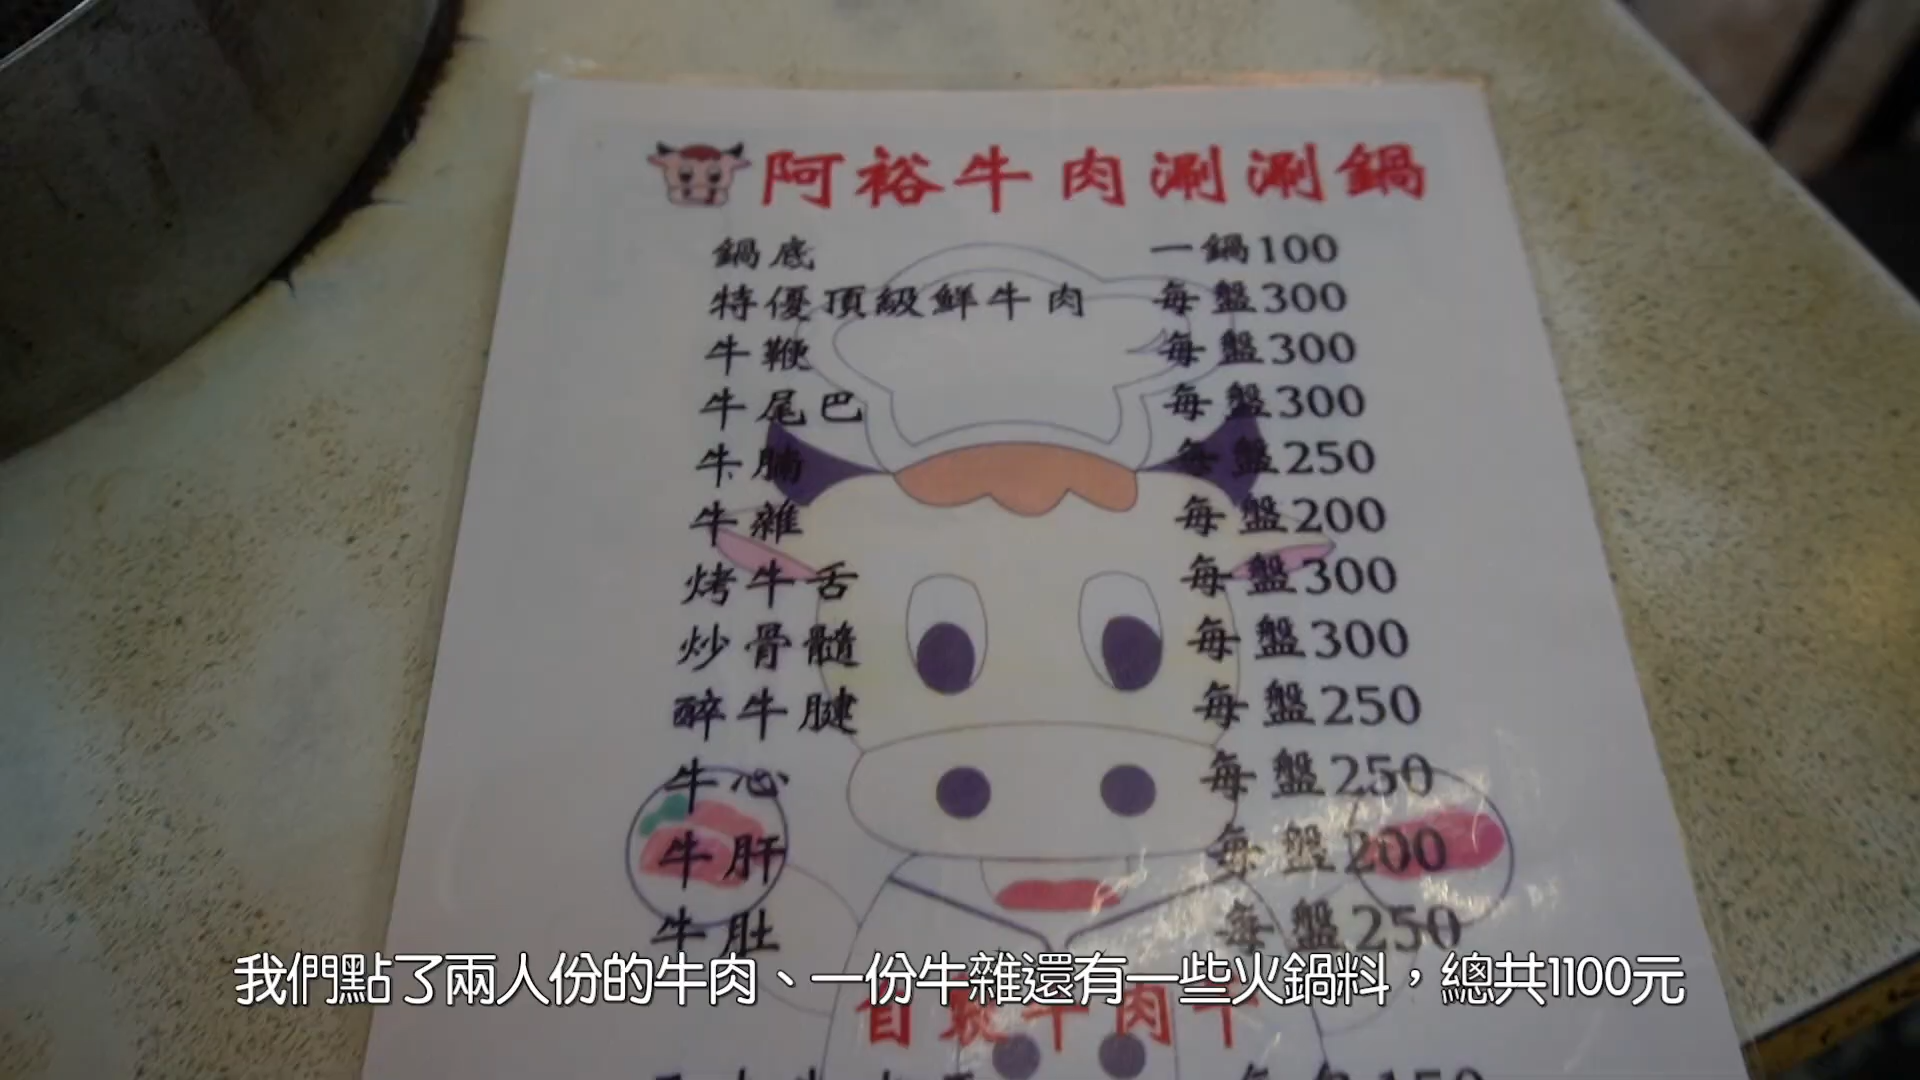 阿裕牛肉涮涮鍋
鍋底 一鍋100
特優頂級鮮牛肉 每盤300
牛鞭 每盤300
牛尾巴 每盤300
牛腩 每盤250
牛雜 每盤200
烤牛舌 每盤300
炒骨髓 每盤300
醉牛腱 每盤250
牛心 每盤250
牛肝 每盤200
牛肚 每盤250
我們點了兩人份的牛肉、一份牛雜還有一些火鍋料，總共1100元
自製牛肉干